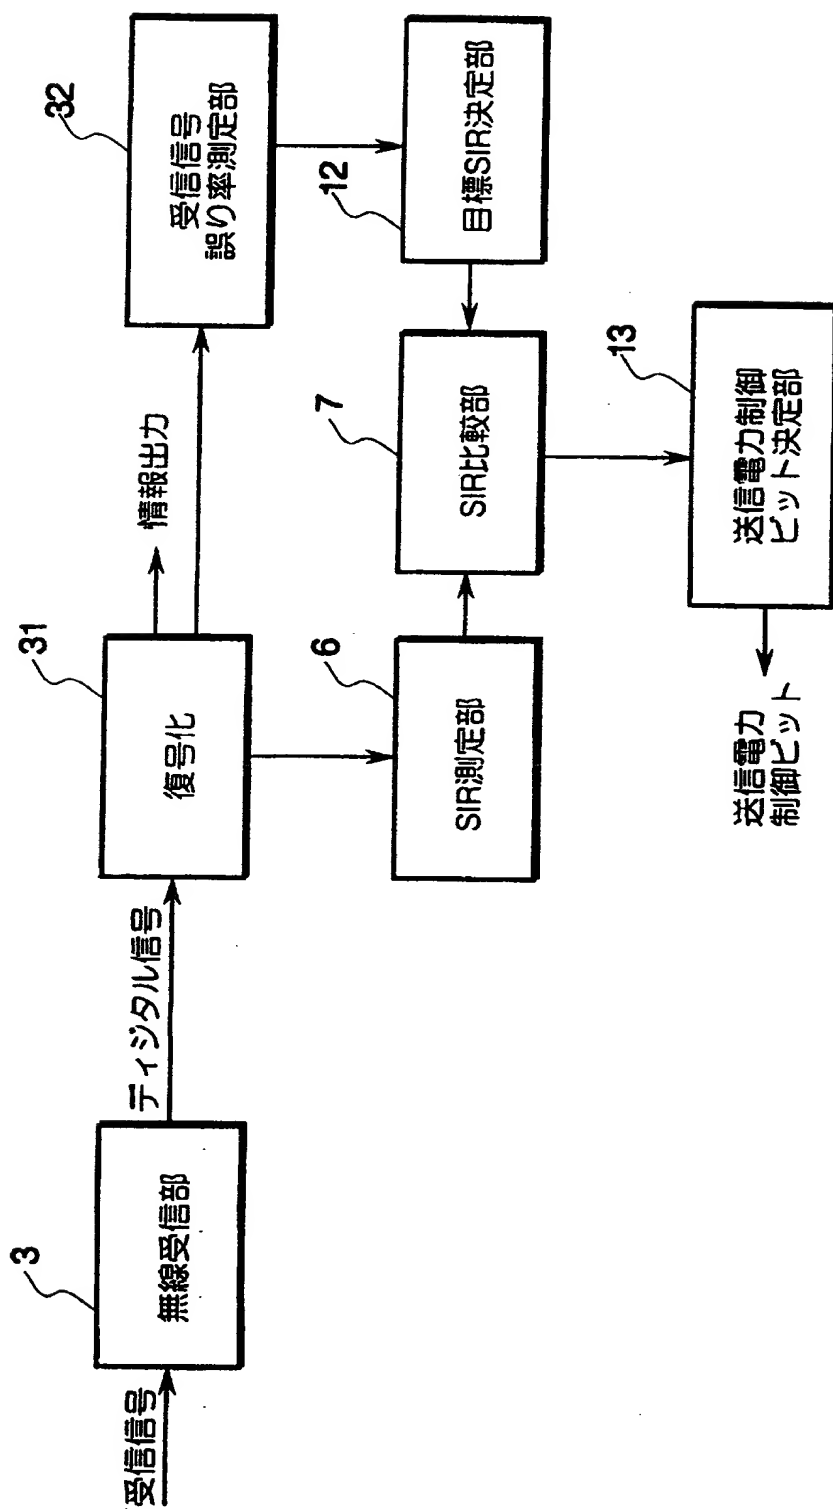 受信信号
3
無線受信部
ディジタル信号
31
復号化
情報出力
32
受信信号
誤り率測定部
6
SIR測定部
7
SIR比較部
12
目標SIR決定部
13
送信電力制御
ビット決定部
送信電力
制御ビット